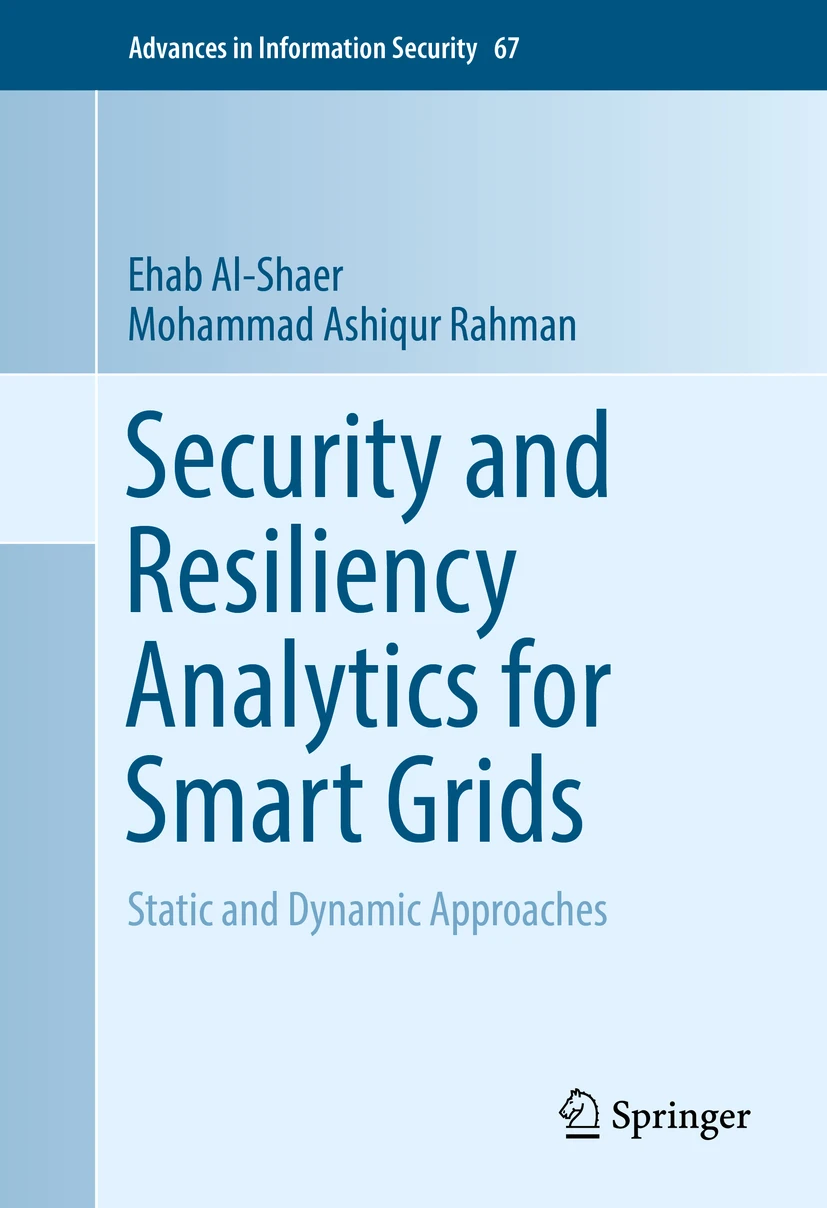 Advances in Information Security 67
Ehab Al-Shaer
Mohammad Ashiqur Rahman
Security and
Resiliency
Analytics for
Smart Grids
Static and Dynamic Approaches
Springer